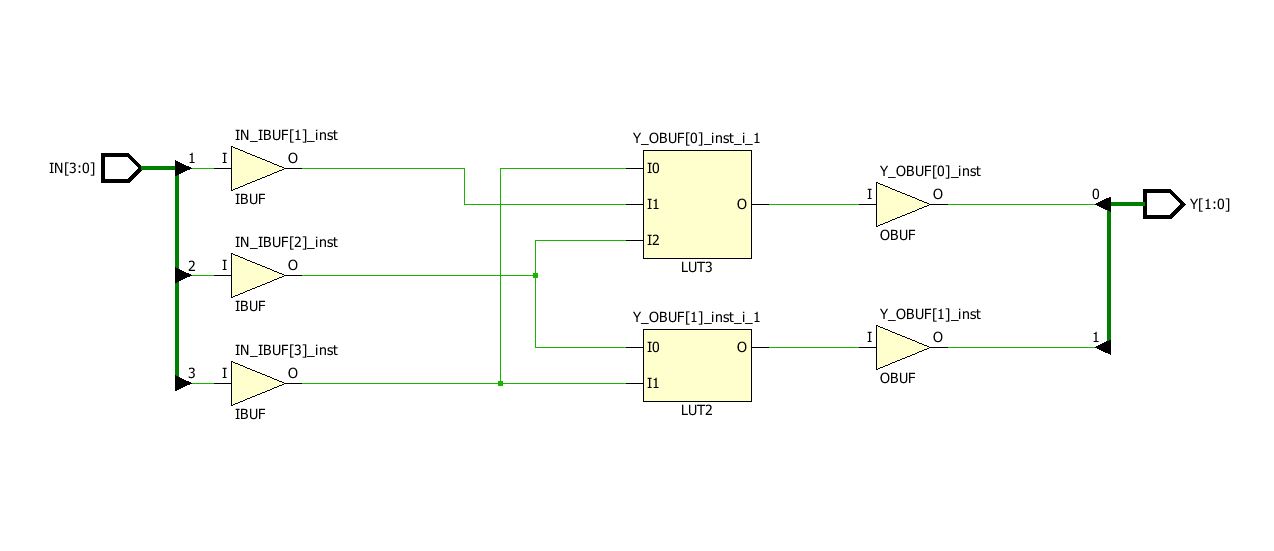 IN[3:0]
1
I
IN_IBUF[1]_inst
O
IBUF
2
I
IN_IBUF[2]_inst
O
IBUF
3
I
IN_IBUF[3]_inst
O
IBUF
Y_OBUF[0]_inst_i_1
I0
I1
I2
O
LUT3
Y_OBUF[1]_inst_i_1
I0
I1
O
LUT2
Y_OBUF[0]_inst
I
O
OBUF
Y_OBUF[1]_inst
I
O
OBUF
0
1
Y[1:0]